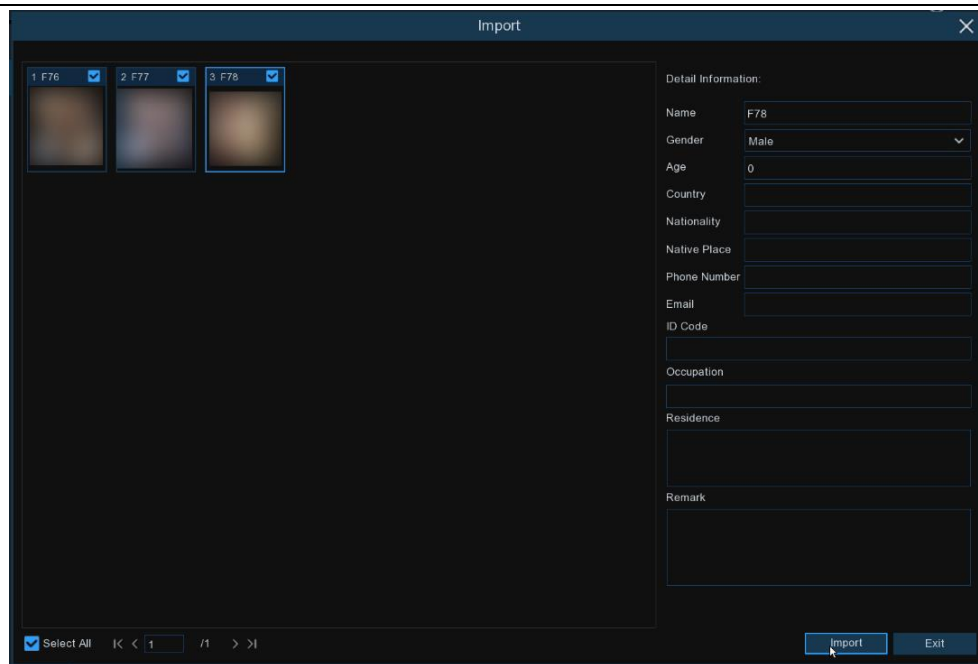 Import
1 F76
2 F77
3 F78
Detail Information:
Name F78
Gender Male
Age 0
Country
Nationality
Native Place
Phone Number
Email
ID Code
Occupation
Residence
Remark
Select All 1 /1
Import Exit